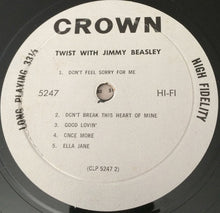 CROWN
TWIST WITH JIMMY BEASLEY
1. DON'T FEEL SORRY FOR ME
LONG PLAYING 33⅓
5247
HI-FI
HIGH FIDELITY
2. DON'T BREAK THIS HEART OF MINE
3. GOOD LOVIN'
4. ONCE MORE
5. ELLA JANE
(CLP 5247 2)